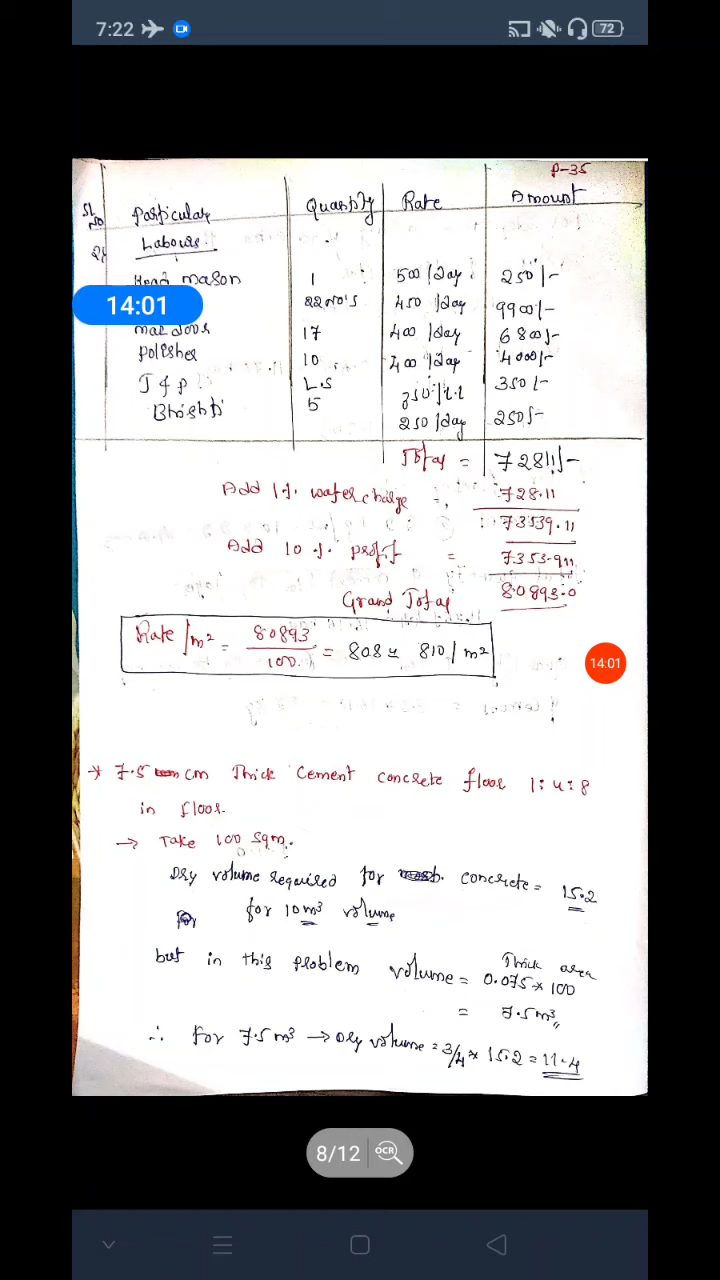 7:22
72
P-35
Sl No Particular Quantity Rate Amount
2) Labours:
Head mason 1 500/day 250/-
14:01
22 no's 450/day 9900/-
mazdoor 17 400/day 6800/-
Polisher 10 400/day 4000/-
T & P L.S 350/L.S 350/-
Bhishti 5 250/day 250/-
Total = 72811/-
Add 1% water charge = 728.11
73539.11
Add 10% profit = 7353.911
Grand Total 80893.0
Rate/m² = 80893/100 = 808 ≃ 810/m²
14:01
→ 7.5 cm Thick Cement concrete floor 1:4:8
in floor.
→ Take 100 sqm.
Dry volume required for concrete = 15.2
for 10m³ volume
but in this problem volume = Thick area 0.075 × 100
= 7.5m³
∴ For 7.5m³ → Dry volume = 3/4 × 15.2 = 11.4
8/12 OCR